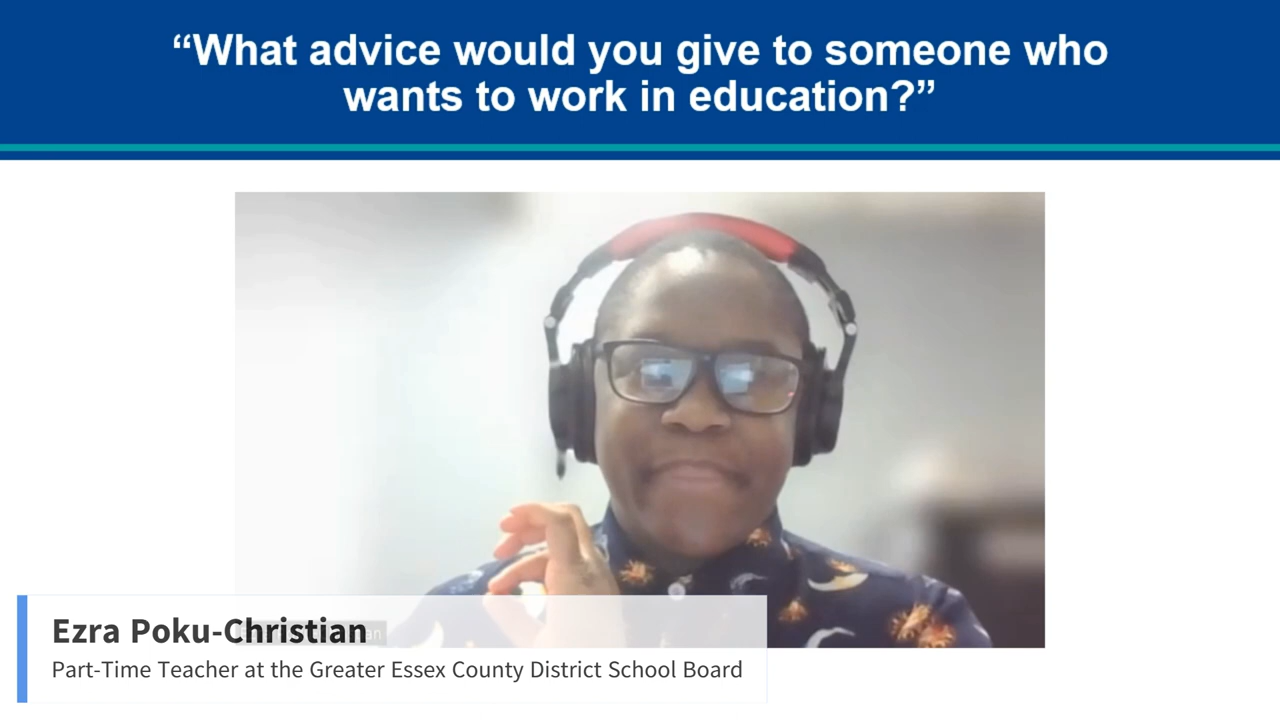 “What advice would you give to someone who
wants to work in education?”
Ezra Poku-Christian
Part-Time Teacher at the Greater Essex County District School Board